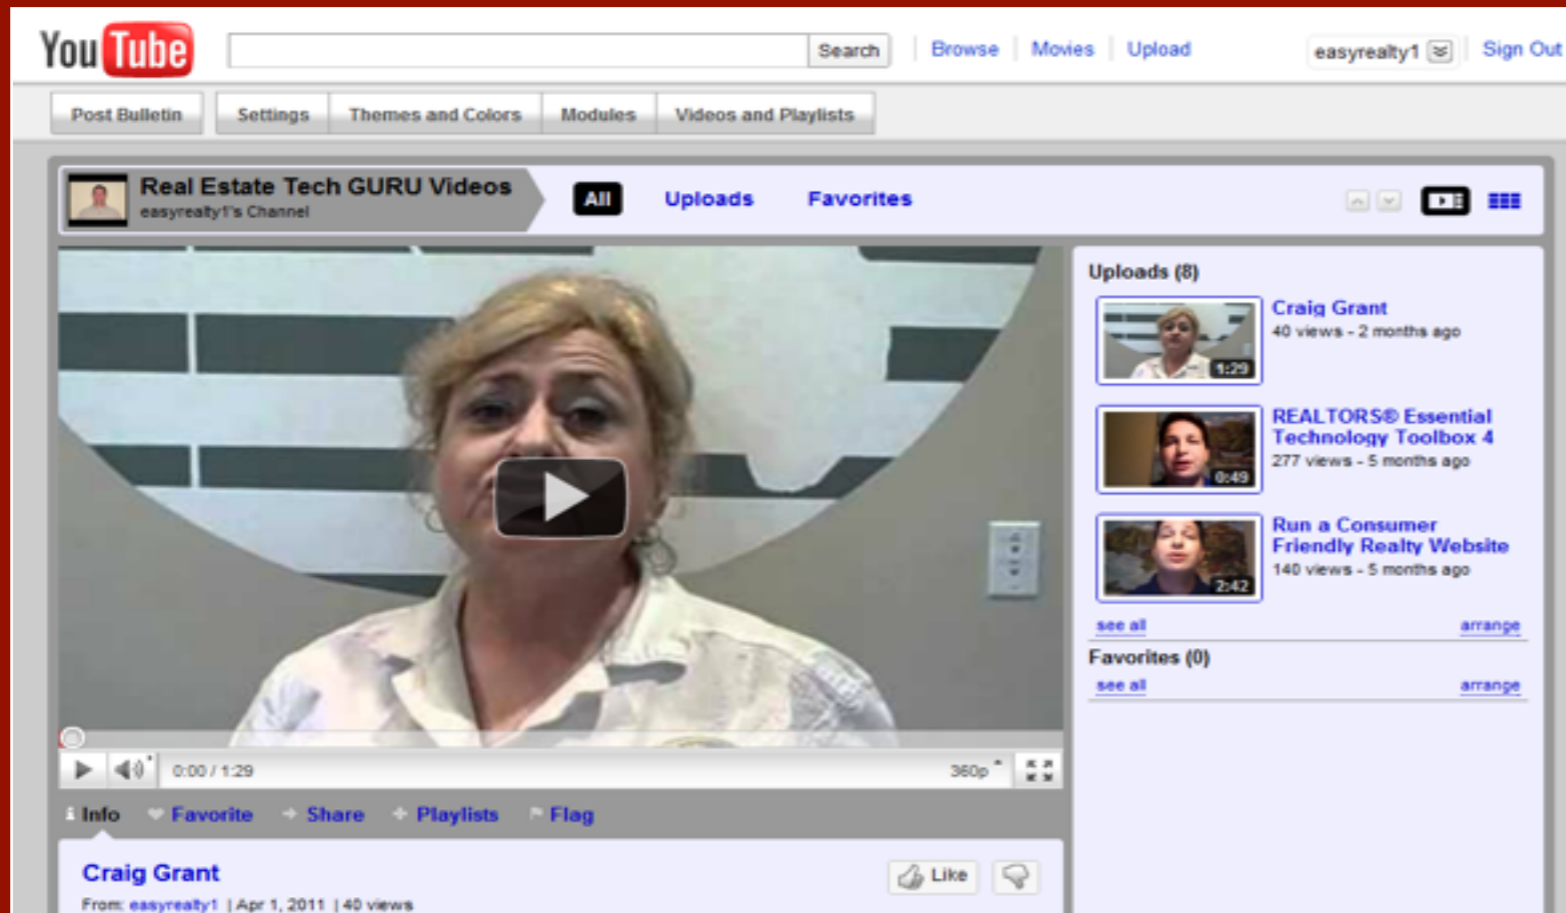 You Tube
Search Browse Movies Upload easyrealty1 Sign Out
Post Bulletin Settings Themes and Colors Modules Videos and Playlists
Real Estate Tech GURU Videos
easyrealty1's Channel
All Uploads Favorites
Uploads (8)
Craig Grant
40 views - 2 months ago
1:29
REALTORS® Essential
Technology Toolbox 4
277 views - 5 months ago
0:49
Run a Consumer
Friendly Realty Website
140 views - 5 months ago
2:42
see all arrange
Favorites (0)
see all arrange
0:00 / 1:29 360p
Info Favorite Share Playlists Flag
Craig Grant
Like
From: easyrealty1 | Apr 1, 2011 | 40 views